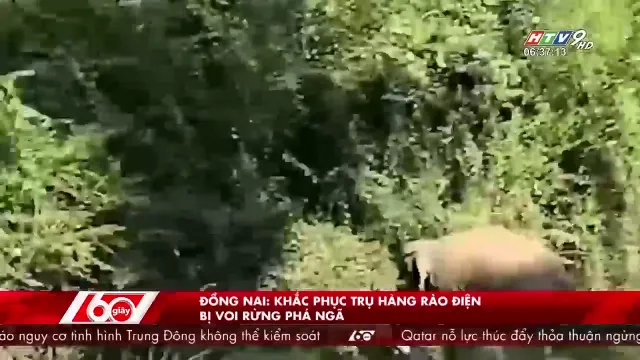 HTV9 HD
06:37:13
60 giây
ĐỒNG NAI: KHẮC PHỤC TRỤ HÀNG RÀO ĐIỆN
BỊ VOI RỪNG PHÁ NGÃ
áo nguy cơ tình hình Trung Đông không thể kiểm soát 60 Qatar nỗ lực thúc đẩy thỏa thuận ngừng